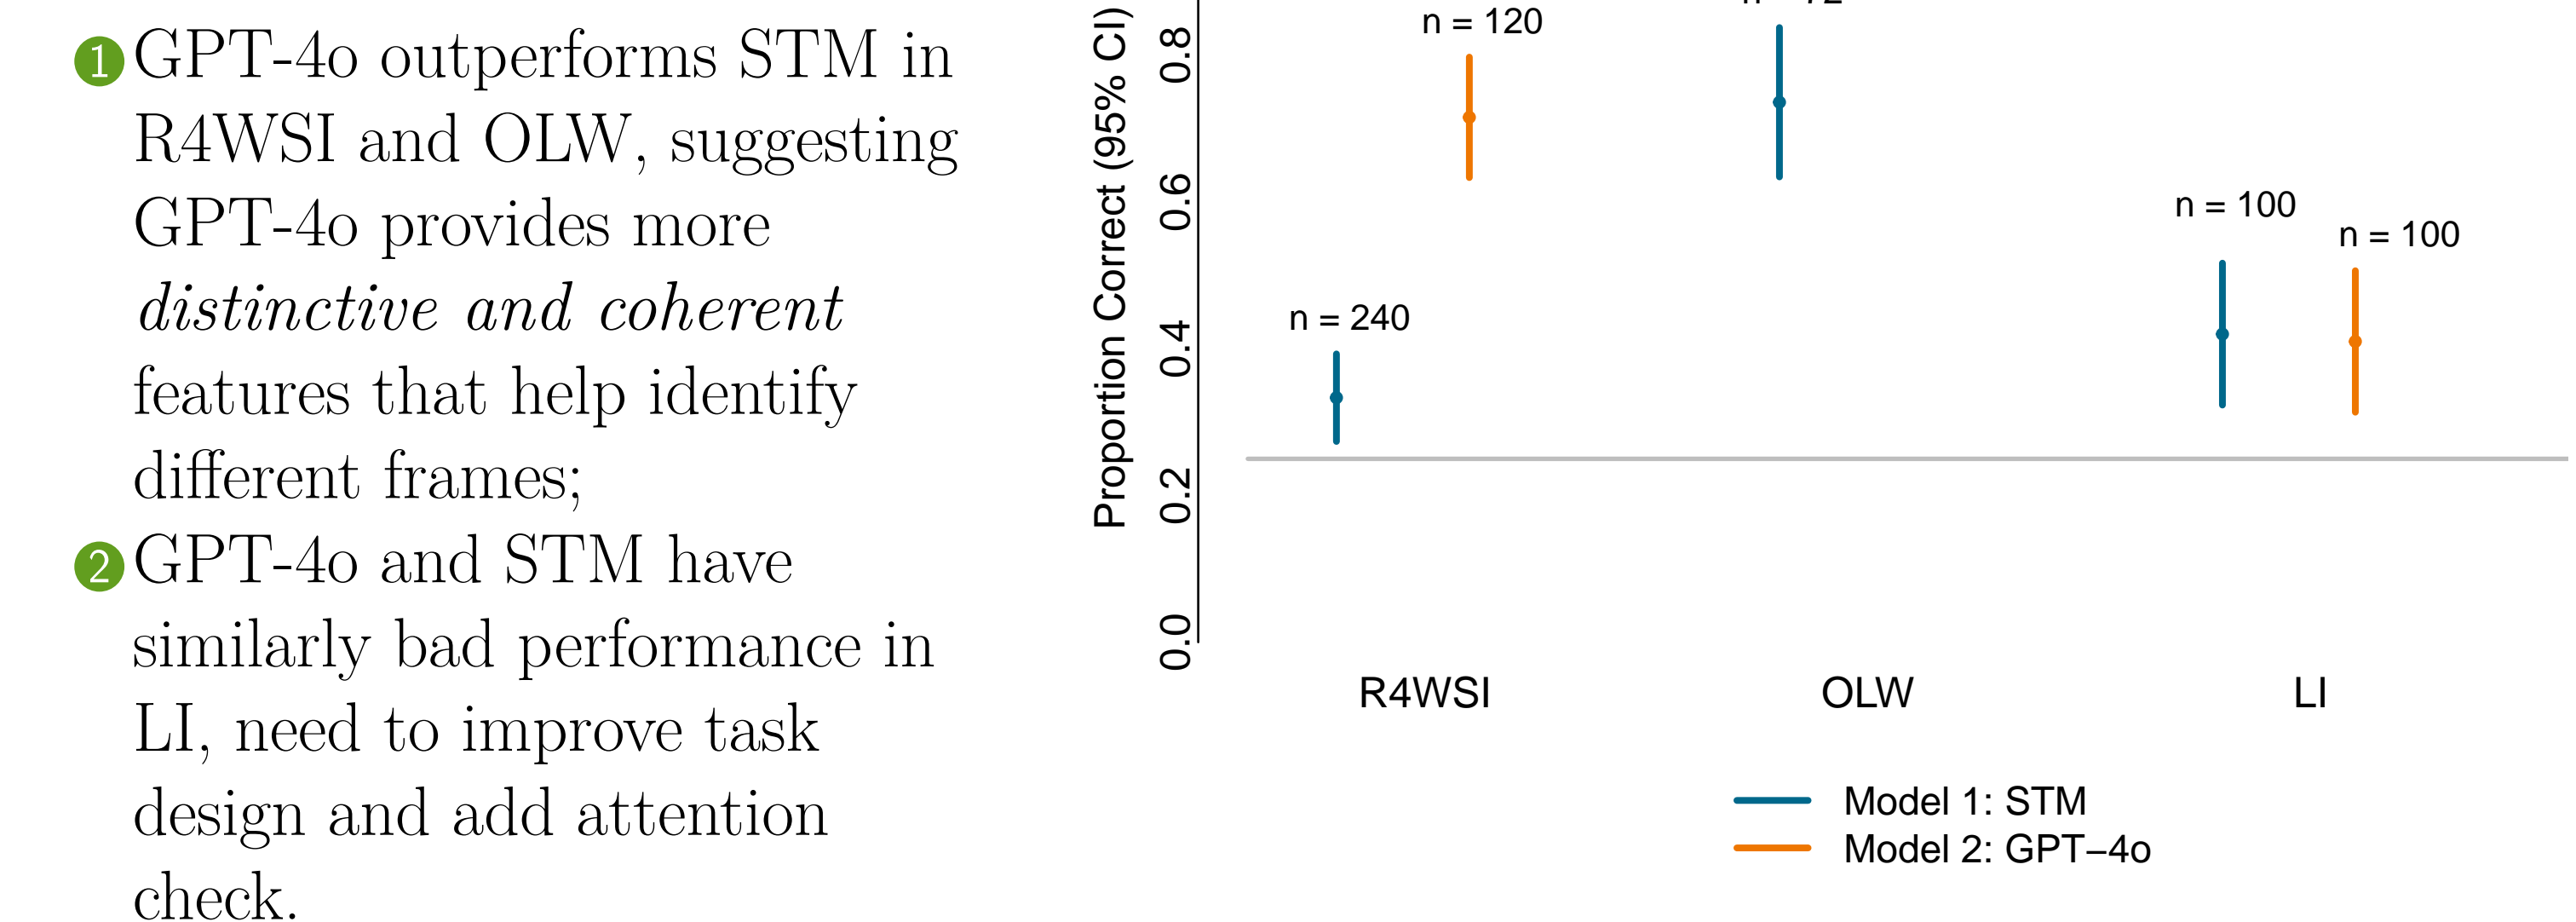 1 GPT-4o outperforms STM in
R4WSI and OLW, suggesting
GPT-4o provides more
distinctive and coherent
features that help identify
different frames;
2 GPT-4o and STM have
similarly bad performance in
LI, need to improve task
design and add attention
check.
Proportion Correct (95% CI)
0.8
0.6
0.4
0.2
0.0
n = 120
n = 240
n = 100
n = 100
R4WSI
OLW
LI
Model 1: STM
Model 2: GPT−4o